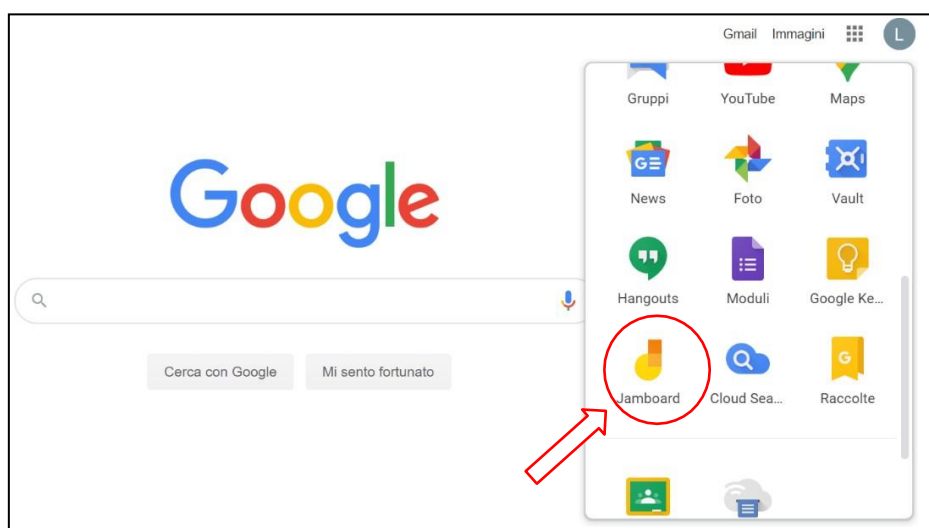 Gmail Immagini L
Gruppi YouTube Maps
Google
GE
News Foto Vault
Hangouts Moduli Google Ke...
Cerca con Google Mi sento fortunato
G
Jamboard Cloud Sea... Raccolte